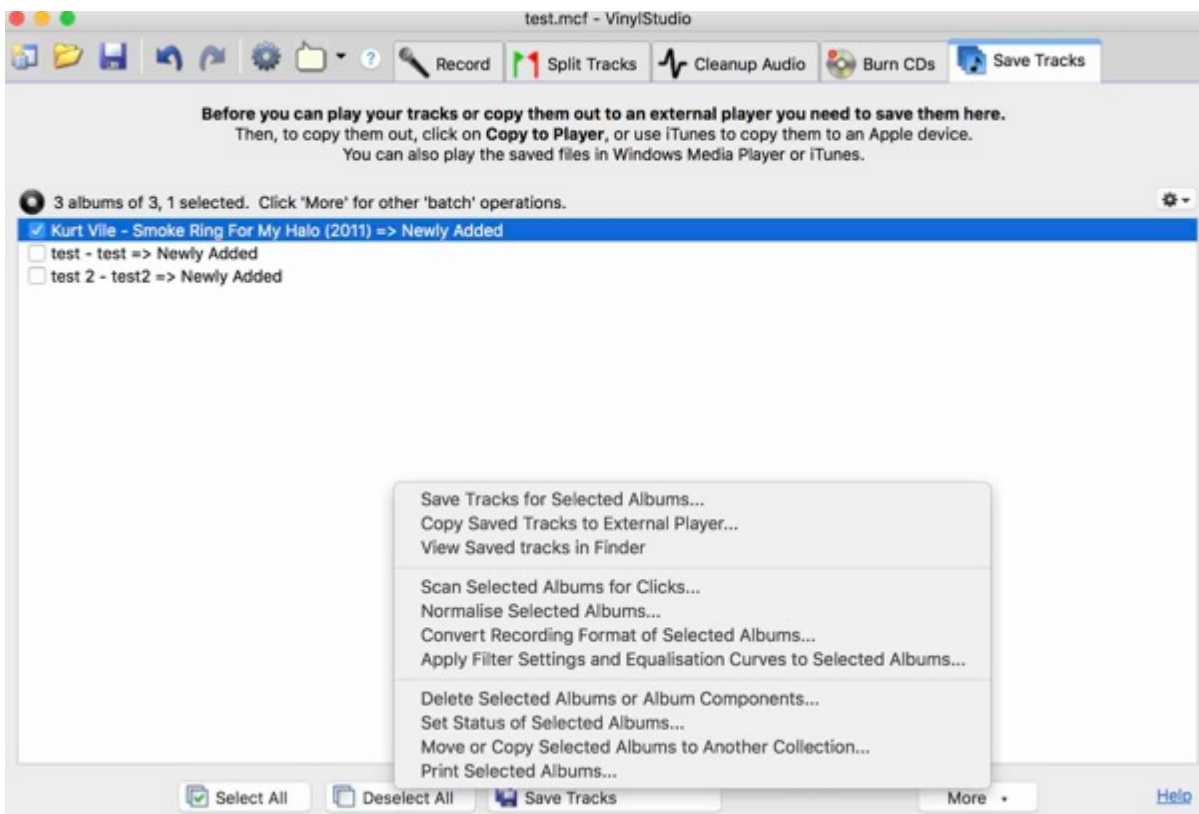 test.mcf - VinylStudio
Record Split Tracks Cleanup Audio Burn CDs Save Tracks
Before you can play your tracks or copy them out to an external player you need to save them here.
Then, to copy them out, click on Copy to Player, or use iTunes to copy them to an Apple device.
You can also play the saved files in Windows Media Player or iTunes.
3 albums of 3, 1 selected. Click 'More' for other 'batch' operations.
Kurt Vile - Smoke Ring For My Halo (2011) => Newly Added
test - test => Newly Added
test 2 - test2 => Newly Added
Save Tracks for Selected Albums...
Copy Saved Tracks to External Player...
View Saved tracks in Finder
Scan Selected Albums for Clicks...
Normalise Selected Albums...
Convert Recording Format of Selected Albums...
Apply Filter Settings and Equalisation Curves to Selected Albums...
Delete Selected Albums or Album Components...
Set Status of Selected Albums...
Move or Copy Selected Albums to Another Collection...
Print Selected Albums...
Select All Deselect All Save Tracks More Help